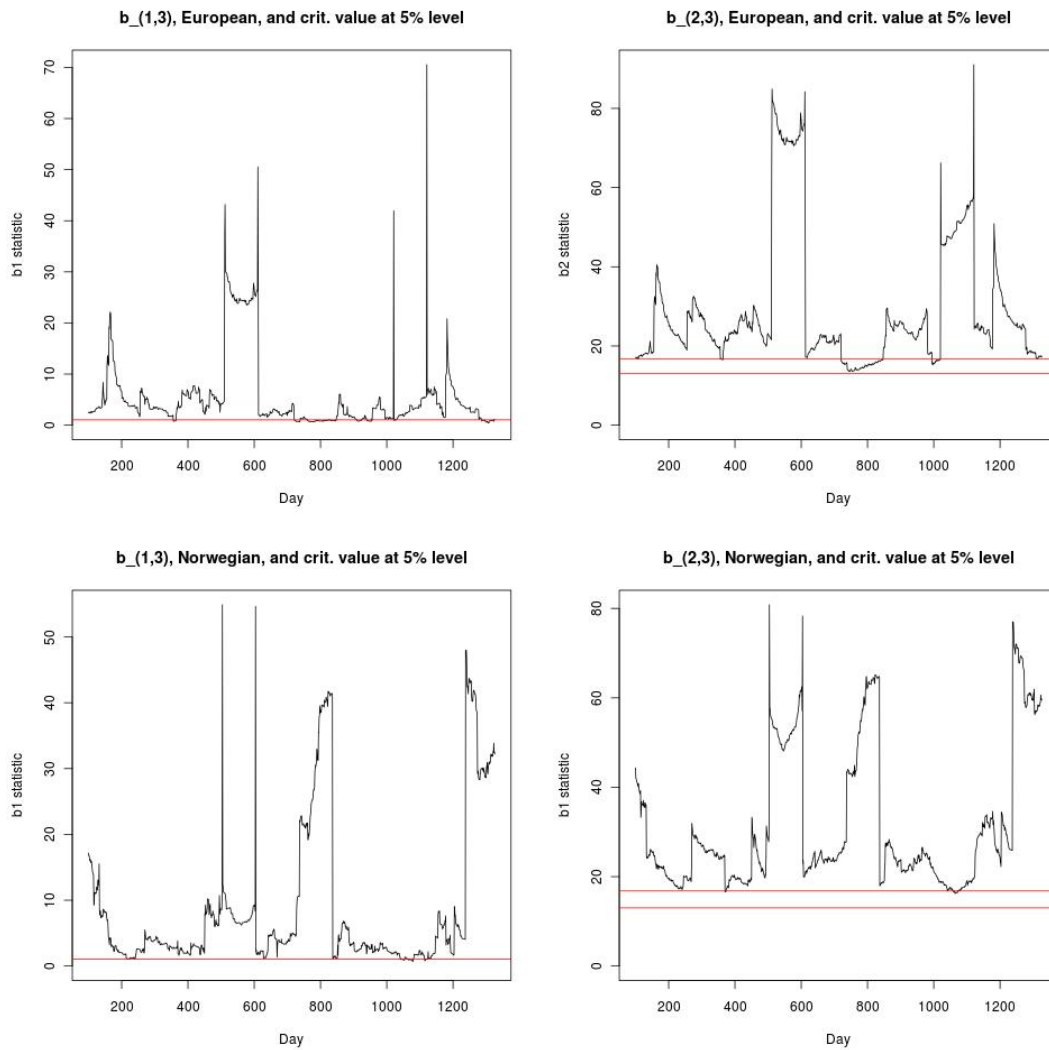 b_(1,3), European, and crit. value at 5% level
b1 statistic
70
60
50
40
30
20
10
0
200 400 600 800 1000 1200
Day
b_(2,3), European, and crit. value at 5% level
b2 statistic
80
60
40
20
0
200 400 600 800 1000 1200
Day
b_(1,3), Norwegian, and crit. value at 5% level
b1 statistic
50
40
30
20
10
0
200 400 600 800 1000 1200
Day
b_(2,3), Norwegian, and crit. value at 5% level
b1 statistic
80
60
40
20
0
200 400 600 800 1000 1200
Day